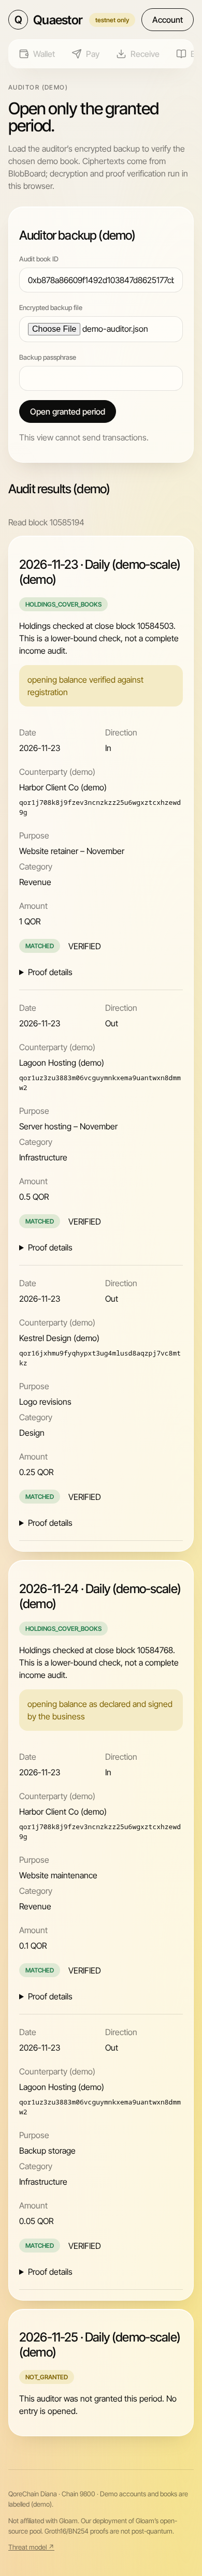 Q Quaestor testnet only Account
Wallet Pay Receive
AUDITOR (DEMO)
Open only the granted
period.
Load the auditor's encrypted backup to verify the
chosen demo book. Ciphertexts come from
BlobBoard; decryption and proof verification run in
this browser.
Auditor backup (demo)
Audit book ID
0xb878a86609f1492d103847d8625177cb
Encrypted backup file
Choose File demo-auditor.json
Backup passphrase
Open granted period
This view cannot send transactions.
Audit results (demo)
Read block 10585194
2026-11-23 · Daily (demo-scale)
(demo)
HOLDINGS_COVER_BOOKS
Holdings checked at close block 10584503.
This is a lower-bound check, not a complete
income audit.
opening balance verified against
registration
Date Direction
2026-11-23 In
Counterparty (demo)
Harbor Client Co (demo)
qor1j708k8j9fzev3ncnzkzz25u6wgxztcxhzewd
9g
Purpose
Website retainer – November
Category
Revenue
Amount
1 QOR
MATCHED VERIFIED
Proof details
Date Direction
2026-11-23 Out
Counterparty (demo)
Lagoon Hosting (demo)
qor1uz3zu3883m06vcguymnkxema9uantwxn8dmm
w2
Purpose
Server hosting – November
Category
Infrastructure
Amount
0.5 QOR
MATCHED VERIFIED
Proof details
Date Direction
2026-11-23 Out
Counterparty (demo)
Kestrel Design (demo)
qor16jxhmu9fyqhypxt3ug4mlusd8aqzpj7vc8mt
kz
Purpose
Logo revisions
Category
Design
Amount
0.25 QOR
MATCHED VERIFIED
Proof details
2026-11-24 · Daily (demo-scale)
(demo)
HOLDINGS_COVER_BOOKS
Holdings checked at close block 10584768.
This is a lower-bound check, not a complete
income audit.
opening balance as declared and signed
by the business
Date Direction
2026-11-23 In
Counterparty (demo)
Harbor Client Co (demo)
qor1j708k8j9fzev3ncnzkzz25u6wgxztcxhzewd
9g
Purpose
Website maintenance
Category
Revenue
Amount
0.1 QOR
MATCHED VERIFIED
Proof details
Date Direction
2026-11-23 Out
Counterparty (demo)
Lagoon Hosting (demo)
qor1uz3zu3883m06vcguymnkxema9uantwxn8dmm
w2
Purpose
Backup storage
Category
Infrastructure
Amount
0.05 QOR
MATCHED VERIFIED
Proof details
2026-11-25 · Daily (demo-scale)
(demo)
NOT_GRANTED
This auditor was not granted this period. No
entry is opened.
QoreChain Diana · Chain 9800 · Demo accounts and books are
labelled (demo).
Not affiliated with Gloam. Our deployment of Gloam's open-
source pool. Groth16/BN254 proofs are not post-quantum.
Threat model ↗